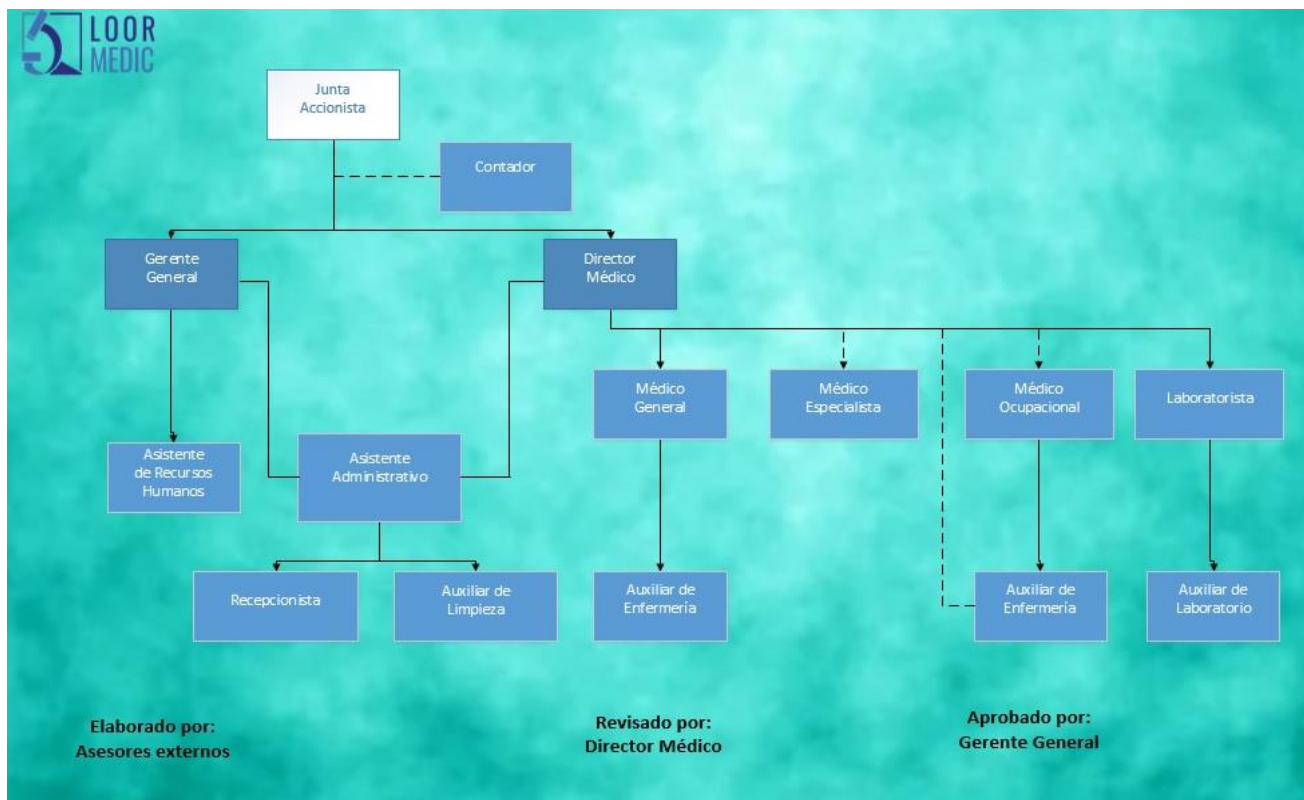 LOOR
MEDIC
Junta
Accionista
Contador
Gerente
General
Director
Médico
Médico
General
Médico
Especialista
Médico
Ocupacional
Laboratorista
Asistente
de Recursos
Humanos
Asistente
Administrativo
Recepcionista
Auxiliar de
Limpieza
Auxiliar de
Enfermería
Auxiliar de
Enfermería
Auxiliar de
Laboratorio
Elaborado por:
Asesores externos
Revisado por:
Director Médico
Aprobado por:
Gerente General